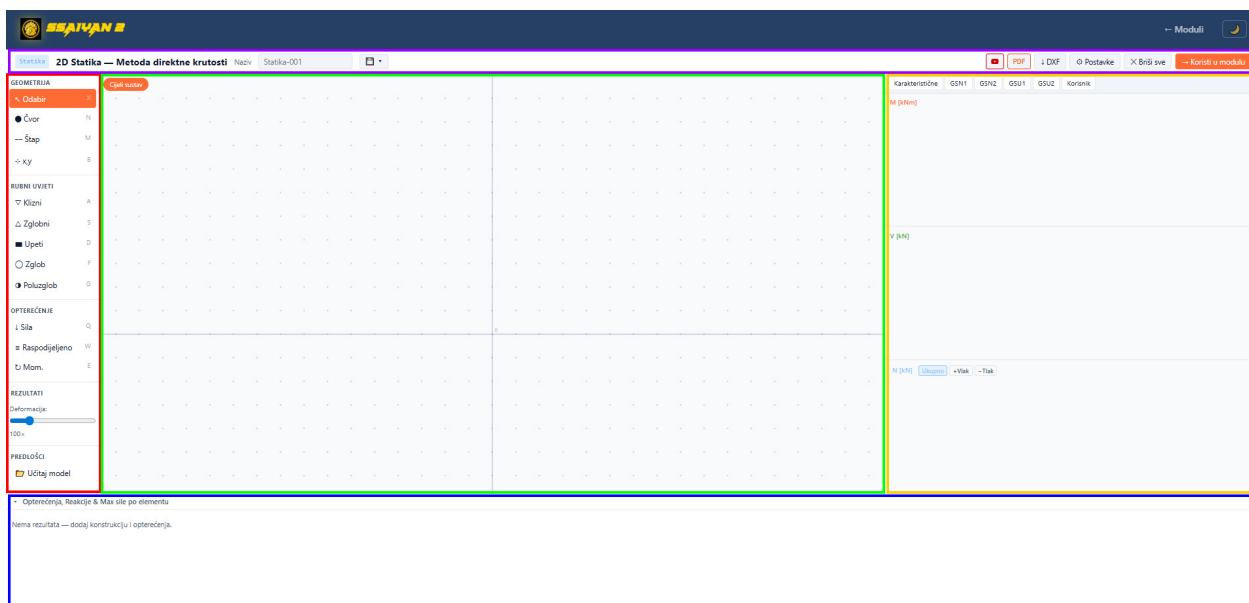 SSAIYAN 2
← Moduli
Statika 2D Statika — Metoda direktne krutosti Naziv Statika-001
PDF ↓ DXF ⚙ Postavke × Briši sve → Koristi u modulu
GEOMETRIJA
Odabir X
Čvor N
Štap M
x,y B
RUBNI UVJETI
Klizni A
Zglobni S
Upeti D
Zglob F
Poluzglob G
OPTEREĆENJE
↓ Sila Q
≡ Raspodijeljeno W
↻ Mom. E
REZULTATI
Deformacija:
100×
PREDLOŠCI
Učitaj model
Cijeli sustav
0
Karakteristične GSN1 GSN2 GSU1 GSU2 Korisnik
M [kNm]
V [kN]
N [kN] Ukupno +Vlak −Tlak
Opterećenja, Reakcije & Max sile po elementu
Nema rezultata — dodaj konstrukciju i opterećenja.